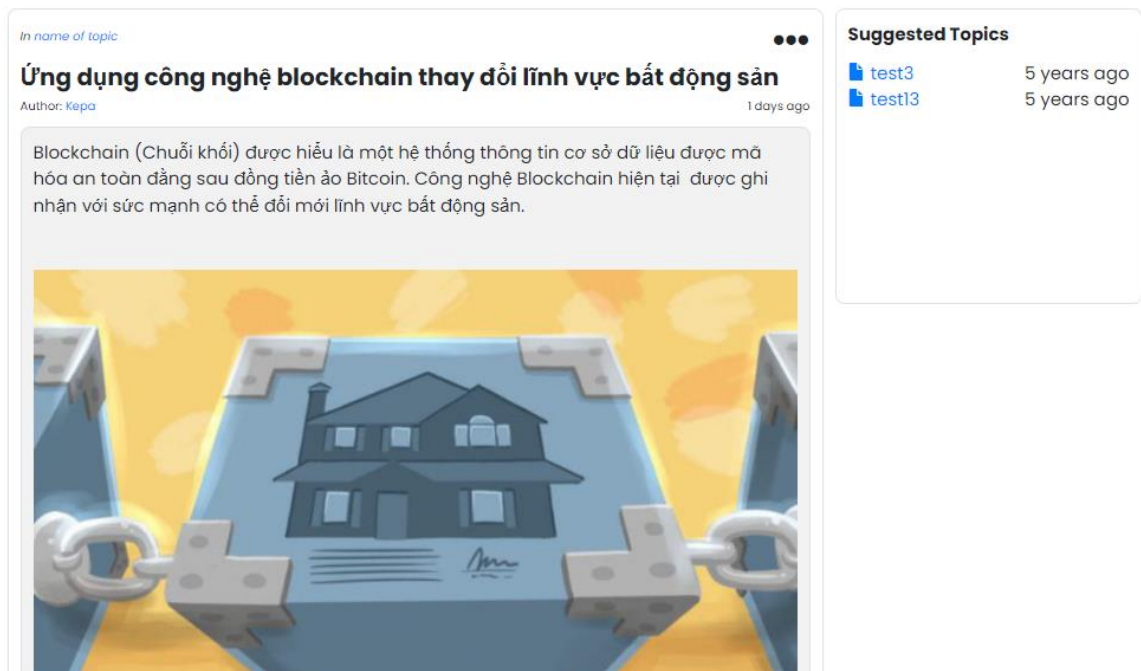 In name of topic
Ứng dụng công nghệ blockchain thay đổi lĩnh vực bất động sản
Author: Kepa
1 days ago
Blockchain (Chuỗi khối) được hiểu là một hệ thống thông tin cơ sở dữ liệu được mã
hóa an toàn đằng sau đồng tiền ảo Bitcoin. Công nghệ Blockchain hiện tại  được ghi
nhận với sức mạnh có thể đổi mới lĩnh vực bất động sản.
Suggested Topics
test3 5 years ago
test13 5 years ago